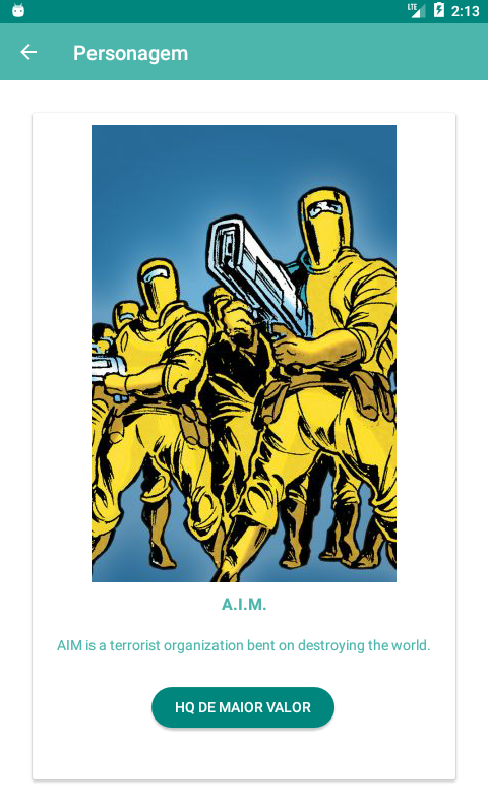 LTE 2:13
Personagem
A.I.M.
AIM is a terrorist organization bent on destroying the world.
HQ DE MAIOR VALOR